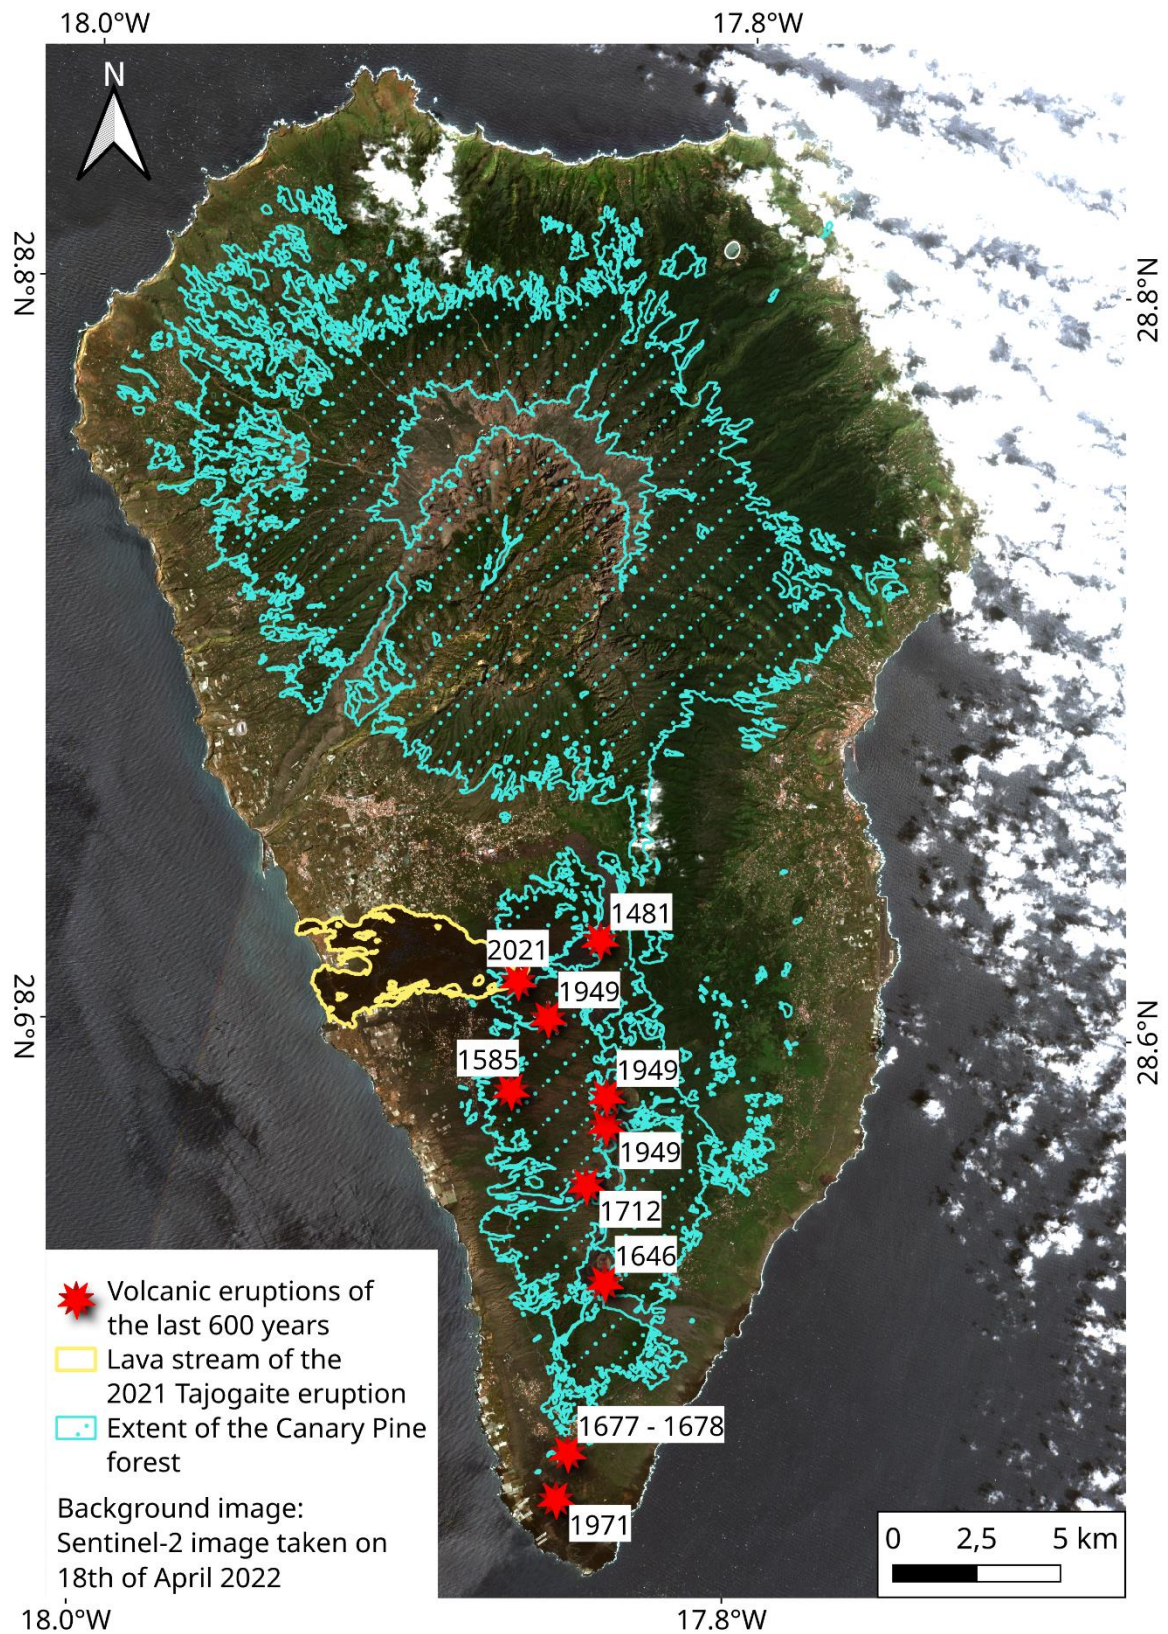 18.0°W
17.8°W
N
28.8°N
28.8°N
1481
2021
1949
28.6°N
28.6°N
1585
1949
1949
1712
1646
Volcanic eruptions of
the last 600 years
Lava stream of the
2021 Tajogaite eruption
Extent of the Canary Pine
forest
1677 - 1678
Background image:
Sentinel-2 image taken on
18th of April 2022
1971
0 2,5 5 km
18.0°W
17.8°W